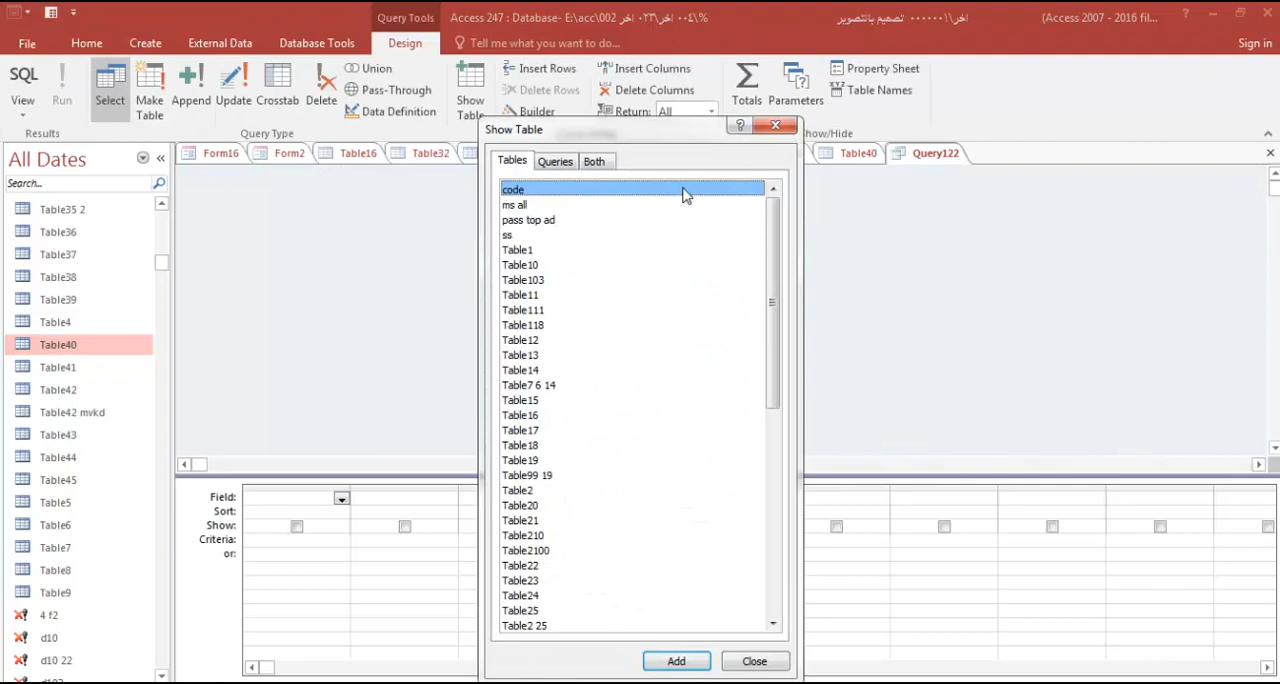 Query Tools
Access 247 : Database- E:\acc\002 اخر ٠٢٣\اخر ٠٠٤\%\ اخر\٠٠٠٠٠٠١ تصميم بالتصوير (Access 2007 - 2016 fil...
? 
File Home Create External Data Database Tools Design Tell me what you want to do... Sign in
SQL View
! Run
Select
Make Table
Append
Update
Crosstab
Delete
Union
Pass-Through
Data Definition
Show Table
Insert Rows
Delete Rows
Builder
Insert Columns
Delete Columns
Return: All
Totals
Parameters
Property Sheet
Table Names
Results Query Type how/Hide
All Dates
Search...
Form16 Form2 Table16 Table32 Table40 Query122
Table35 2
Table36
Table37
Table38
Table39
Table4
Table40
Table41
Table42
Table42 mvkd
Table43
Table44
Table45
Table5
Table6
Table7
Table8
Table9
4 f2
d10
d10 22
Show Table
Tables Queries Both
code
ms all
pass top ad
ss
Table1
Table10
Table103
Table11
Table111
Table118
Table12
Table13
Table14
Table7 6 14
Table15
Table16
Table17
Table18
Table19
Table99 19
Table2
Table20
Table21
Table210
Table2100
Table22
Table23
Table24
Table25
Table2 25
Add Close
Field:
Sort:
Show:
Criteria:
or: